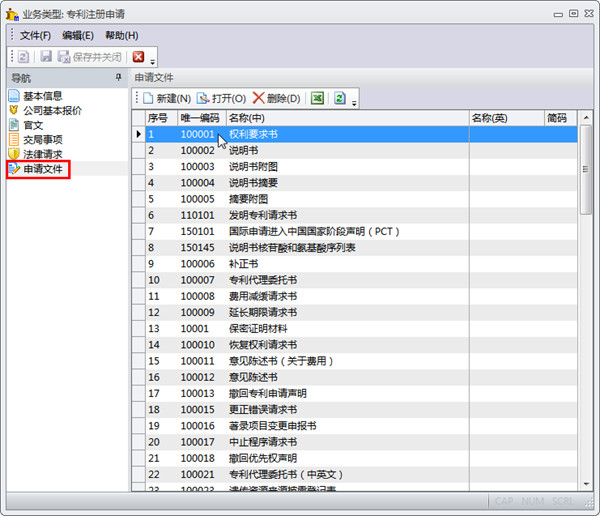 业务类型: 专利注册申请
文件(F) 编辑(E) 帮助(H)
保存并关闭
导航
申请文件
基本信息
公司基本报价
官文
交局事项
法律请求
申请文件
新建(N) 打开(O) 删除(D)
序号 唯一编码 名称(中) 名称(英) 简码
1 100001 权利要求书
2 100002 说明书
3 100003 说明书附图
4 100004 说明书摘要
5 100005 摘要附图
6 110101 发明专利请求书
7 150101 国际申请进入中国国家阶段声明（PCT）
8 150145 说明书核苷酸和氨基酸序列表
9 100006 补正书
10 100007 专利代理委托书
11 100008 费用减缓请求书
12 100009 延长期限请求书
13 10001 保密证明材料
14 100010 恢复权利请求书
15 100011 意见陈述书（关于费用）
16 100012 意见陈述书
17 100013 撤回专利申请声明
18 100015 更正错误请求书
19 100016 著录项目变更申报书
20 100017 中止程序请求书
21 100018 撤回优先权声明
22 100021 专利代理委托书（中英文）
23 100023 遗传资源来源披露登记表
CAP NUM SCRL